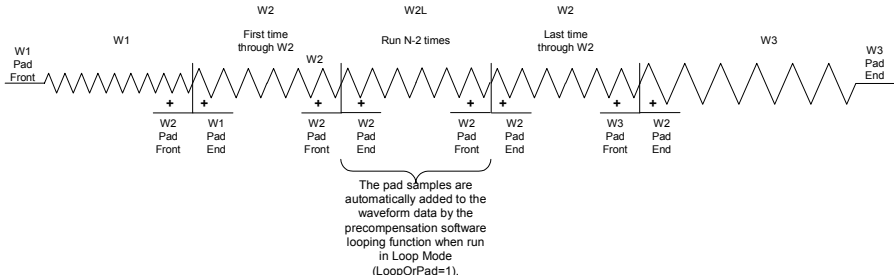 W2
W2L
W2
W1
Pad
Front
W1
First time
through W2
W2
Run N-2 times
Last time
through W2
W3
W3
Pad
End
+
+
+
+
+
+
+
+
W2
Pad
Front
W1
Pad
End
W2
Pad
Front
W2
Pad
End
W2
Pad
Front
W2
Pad
End
W3
Pad
Front
W2
Pad
End
The pad samples are
automatically added to the
waveform data by the
precompensation software
looping function when run
in Loop Mode
(LoopOrPad=1).